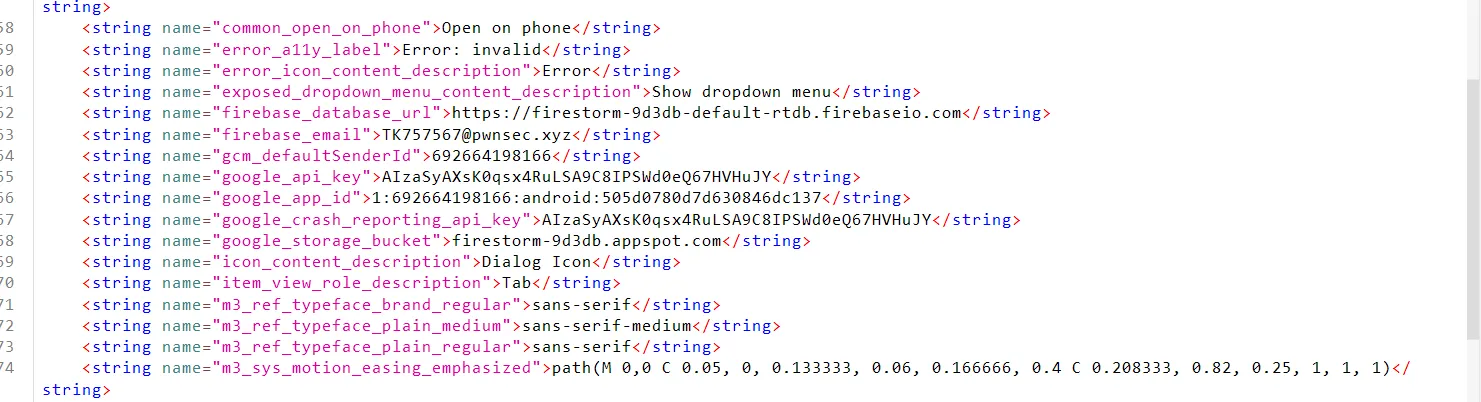 string>
58 <string name="common_open_on_phone">Open on phone</string>
59 <string name="error_a11y_label">Error: invalid</string>
60 <string name="error_icon_content_description">Error</string>
61 <string name="exposed_dropdown_menu_content_description">Show dropdown menu</string>
62 <string name="firebase_database_url">https://firestorm-9d3db-default-rtdb.firebaseio.com</string>
63 <string name="firebase_email">TK757567@pwnsec.xyz</string>
64 <string name="gcm_defaultSenderId">692664198166</string>
65 <string name="google_api_key">AIzaSyAXsK0qsx4RuLSA9C8IPSWd0eQ67HVHuJY</string>
66 <string name="google_app_id">1:692664198166:android:505d0780d7d630846dc137</string>
67 <string name="google_crash_reporting_api_key">AIzaSyAXsK0qsx4RuLSA9C8IPSWd0eQ67HVHuJY</string>
68 <string name="google_storage_bucket">firestorm-9d3db.appspot.com</string>
69 <string name="icon_content_description">Dialog Icon</string>
70 <string name="item_view_role_description">Tab</string>
71 <string name="m3_ref_typeface_brand_regular">sans-serif</string>
72 <string name="m3_ref_typeface_plain_medium">sans-serif-medium</string>
73 <string name="m3_ref_typeface_plain_regular">sans-serif</string>
74 <string name="m3_sys_motion_easing_emphasized">path(M 0,0 C 0.05, 0, 0.133333, 0.06, 0.166666, 0.4 C 0.208333, 0.82, 0.25, 1, 1, 1)</
string>